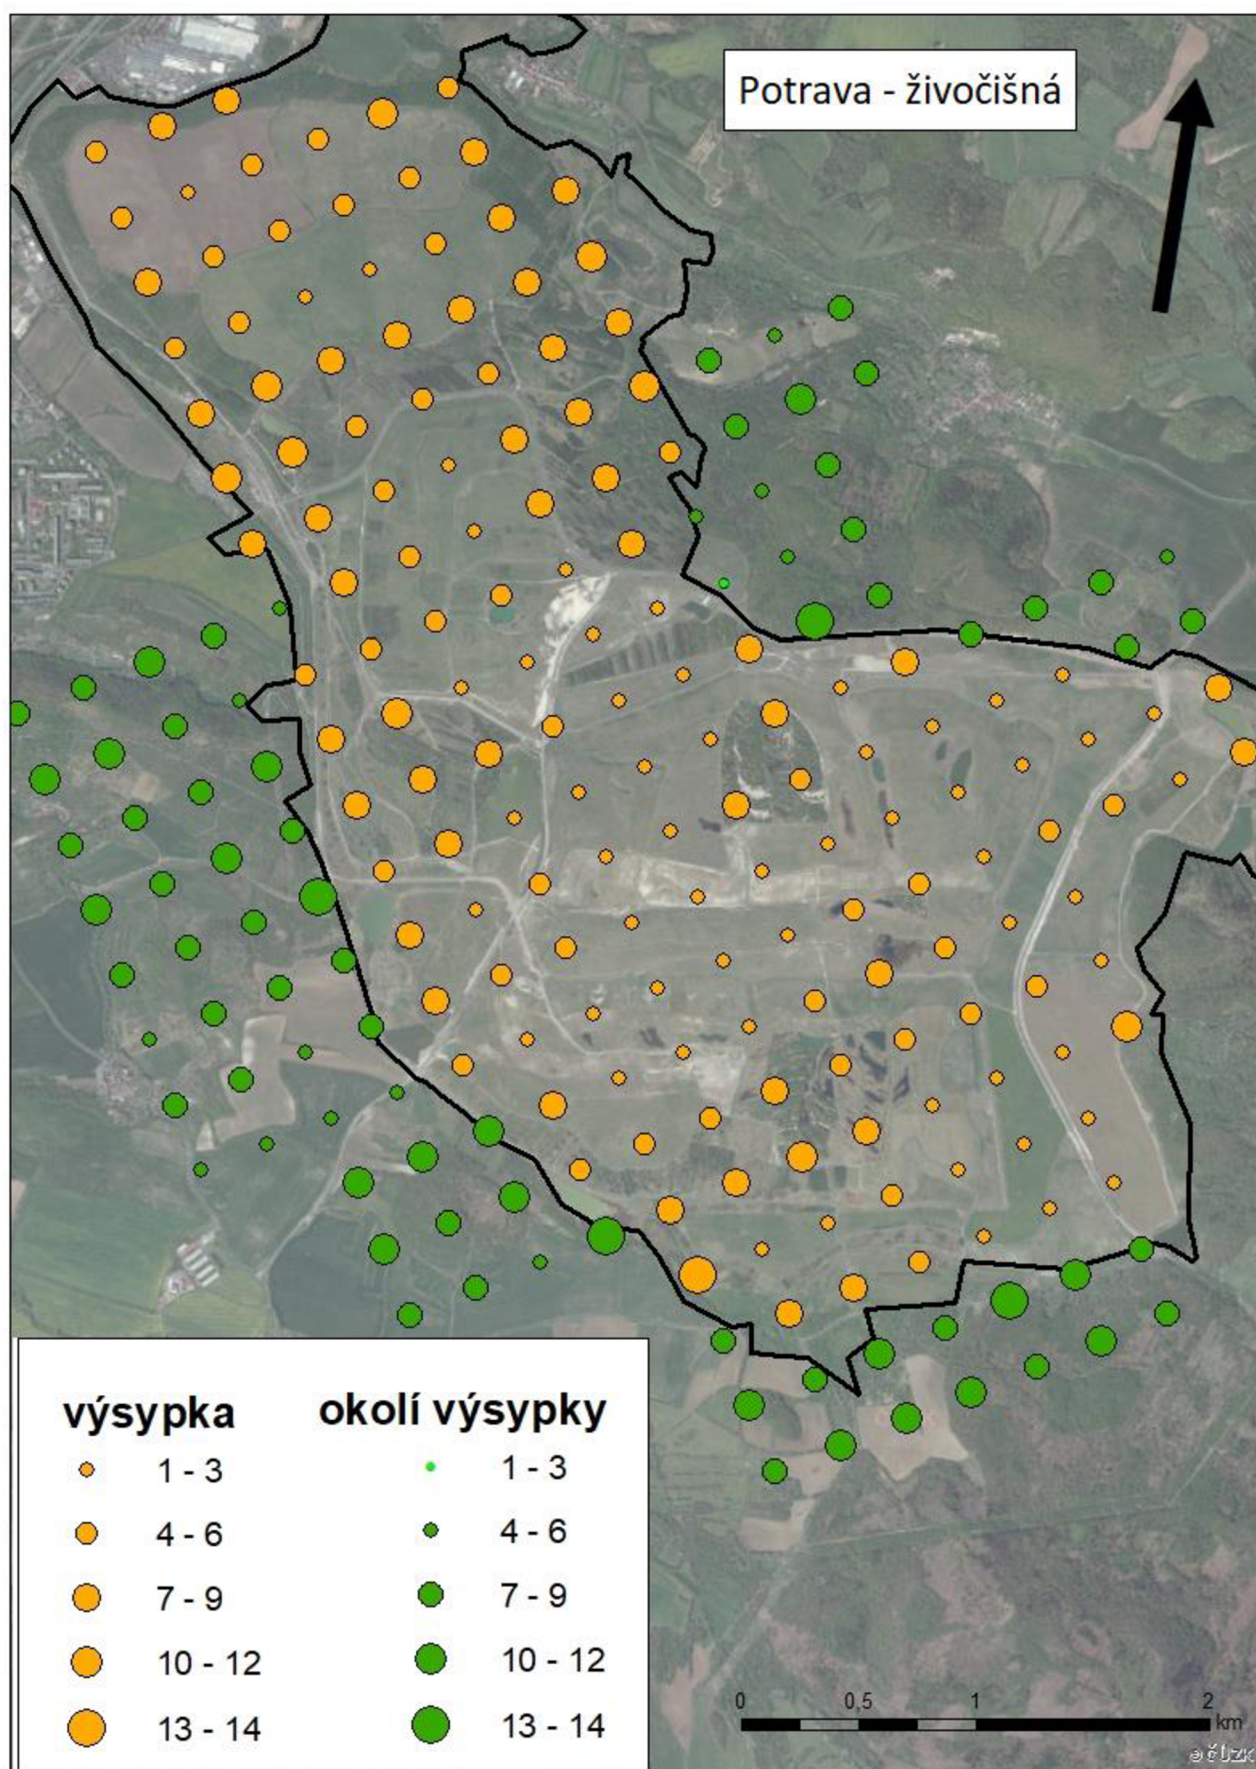 Potrava - živočišná
výsypka okolí výsypky
1 - 3 1 - 3
4 - 6 4 - 6
7 - 9 7 - 9
10 - 12 10 - 12
13 - 14 13 - 14
0 0,5 1 2
km
© ČÚZK